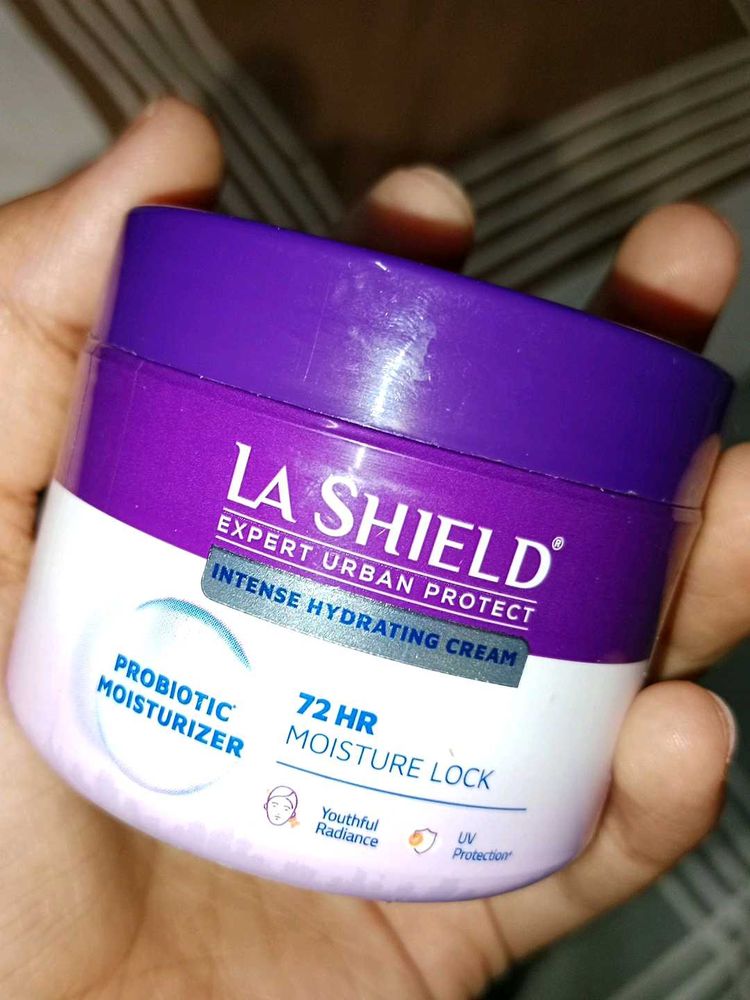 LA SHIELD®
EXPERT URBAN PROTECT
INTENSE HYDRATING CREAM
PROBIOTIC*
MOISTURIZER
72 HR
MOISTURE LOCK
Youthful
Radiance
UV
Protection#